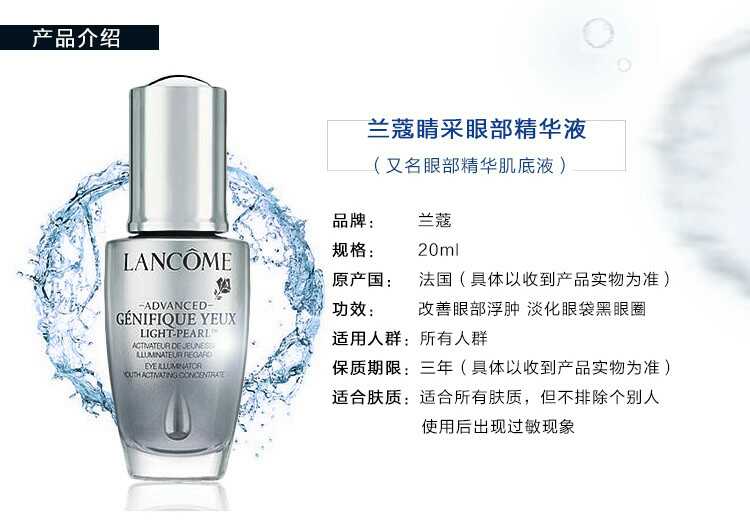 产品介绍
兰蔻睛采眼部精华液
（又名眼部精华肌底液）
品牌： 兰蔻
规格： 20ml
原产国： 法国（具体以收到产品实物为准）
功效： 改善眼部浮肿 淡化眼袋黑眼圈
适用人群：所有人群
保质期限：三年（具体以收到产品实物为准）
适合肤质：适合所有肤质，但不排除个别人
使用后出现过敏现象
LANCÔME
-ADVANCED-
GÉNIFIQUE YEUX
LIGHT-PEARL™
ACTIVATEUR DE JEUNESSE
ILLUMINATEUR REGARD
EYE ILLUMINATOR
YOUTH ACTIVATING CONCENTRATE